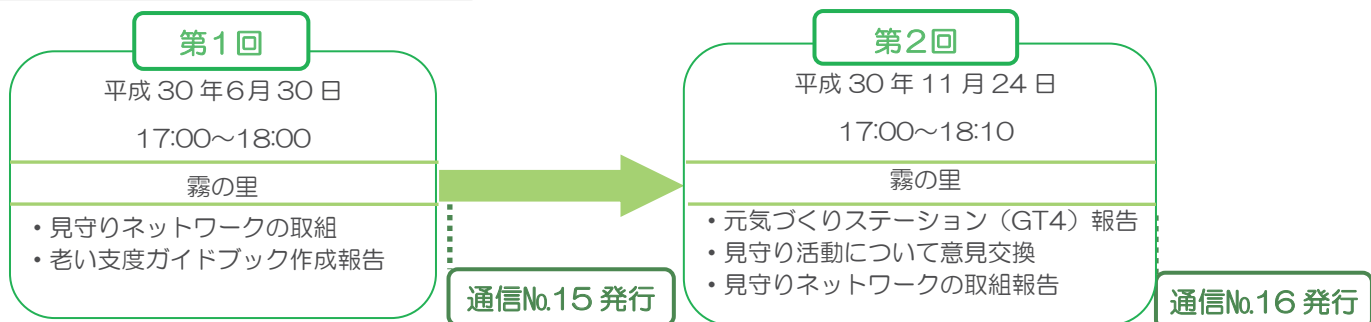 第1回
平成 30 年6月 30 日
17:00～18:00
霧の里
・見守りネットワークの取組
・老い支度ガイドブック作成報告
通信№15 発行
第2回
平成 30 年 11 月 24 日
17:00～18:10
霧の里
・元気づくりステーション（GT4）報告
・見守り活動について意見交換
・見守りネットワークの取組報告
通信№16 発行